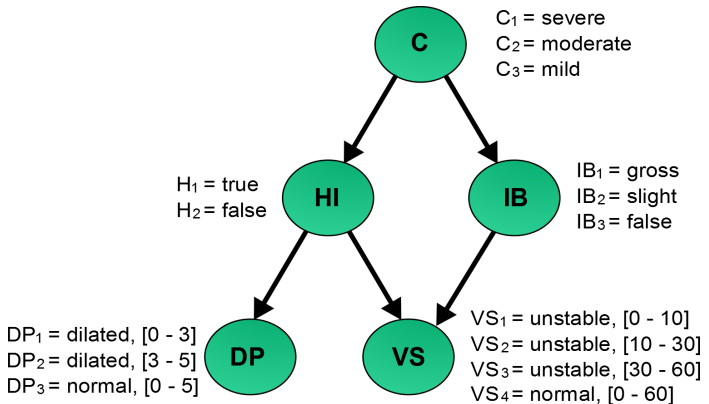 C
C₁ = severe
C₂ = moderate
C₃ = mild
H₁ = true
H₂ = false
HI
IB
IB₁ = gross
IB₂ = slight
IB₃ = false
DP₁ = dilated, [0 - 3]
DP₂ = dilated, [3 - 5]
DP₃ = normal, [0 - 5]
DP
VS
VS₁ = unstable, [0 - 10]
VS₂ = unstable, [10 - 30]
VS₃ = unstable, [30 - 60]
VS₄ = normal, [0 - 60]